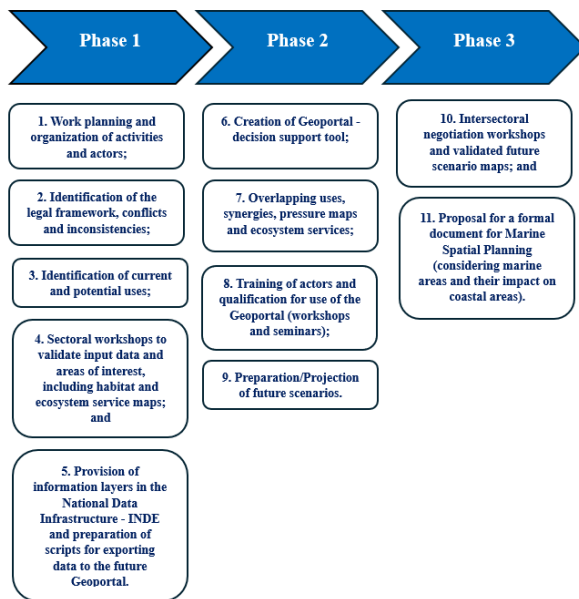 Phase 1
1. Work planning and
organization of activities
and actors;
2. Identification of the
legal framework, conflicts
and inconsistencies;
3. Identification of current
and potential uses;
4. Sectoral workshops to
validate input data and
areas of interest,
including habitat and
ecosystem service maps;
and
5. Provision of
information layers in the
National Data
Infrastructure - INDE
and preparation of
scripts for exporting
data to the future
Geoportal.
Phase 2
6. Creation of Geoportal -
decision support tool;
7. Overlapping uses,
synergies, pressure maps
and ecosystem services;
8. Training of actors and
qualification for use of the
Geoportal (workshops
and seminars);
9. Preparation/Projection
of future scenarios.
Phase 3
10. Intersectoral
negotiation workshops
and validated future
scenario maps; and
11. Proposal for a formal
document for Marine
Spatial Planning
(considering marine
areas and their impact on
coastal areas).